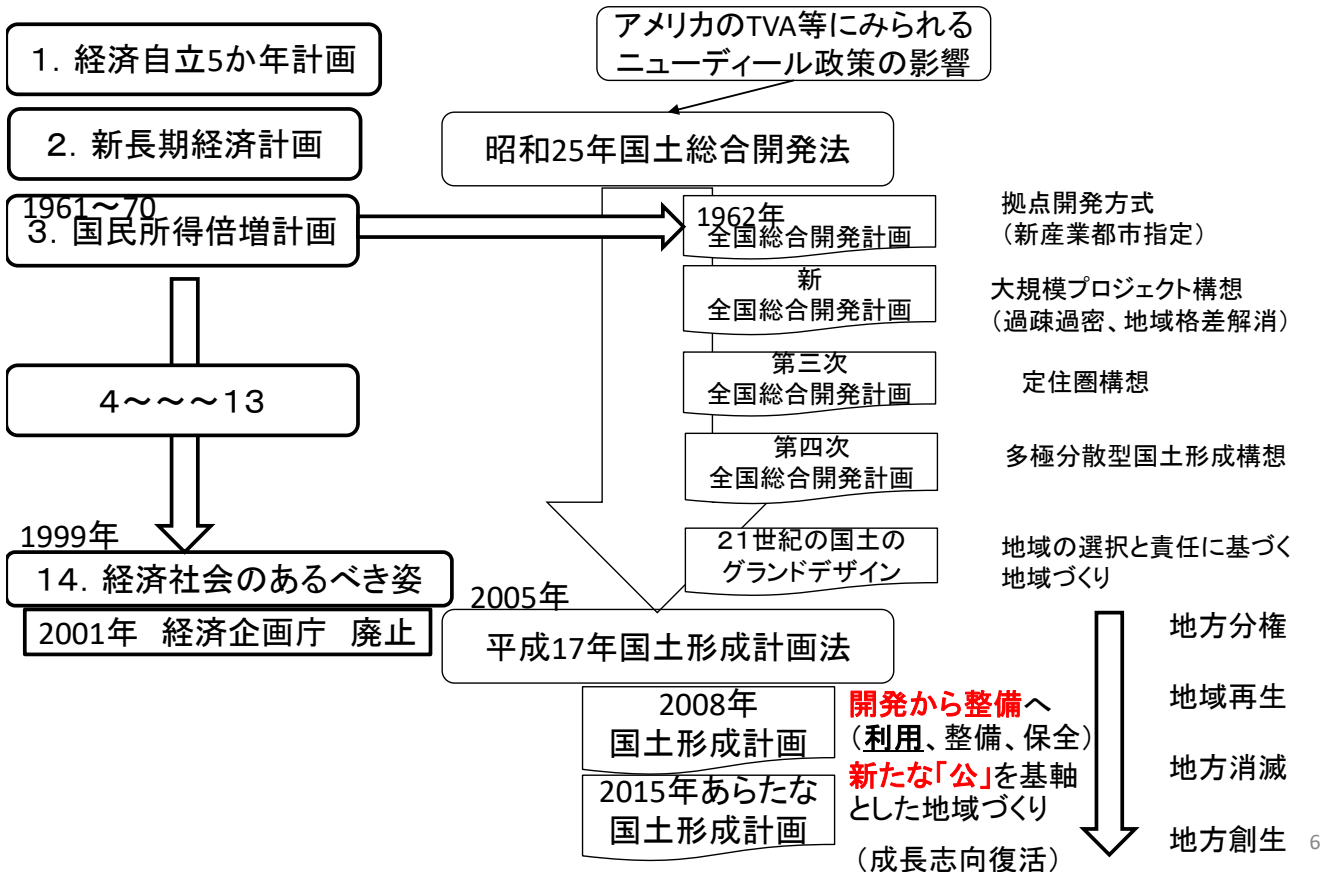 1．経済自立5か年計画
2．新長期経済計画
1961～70
3．国民所得倍増計画
4～～～13
1999年
14．経済社会のあるべき姿
2001年　経済企画庁　廃止
アメリカのTVA等にみられる
ニューディール政策の影響
昭和25年国土総合開発法
1962年
全国総合開発計画
拠点開発方式
（新産業都市指定）
新
全国総合開発計画
大規模プロジェクト構想
（過疎過密、地域格差解消）
第三次
全国総合開発計画
定住圏構想
第四次
全国総合開発計画
多極分散型国土形成構想
21世紀の国土の
グランドデザイン
地域の選択と責任に基づく
地域づくり
2005年
平成17年国土形成計画法
2008年
国土形成計画
開発から整備へ
（利用、整備、保全）
2015年あらたな
国土形成計画
新たな「公」を基軸
とした地域づくり
（成長志向復活）
地方分権
地域再生
地方消滅
地方創生
6